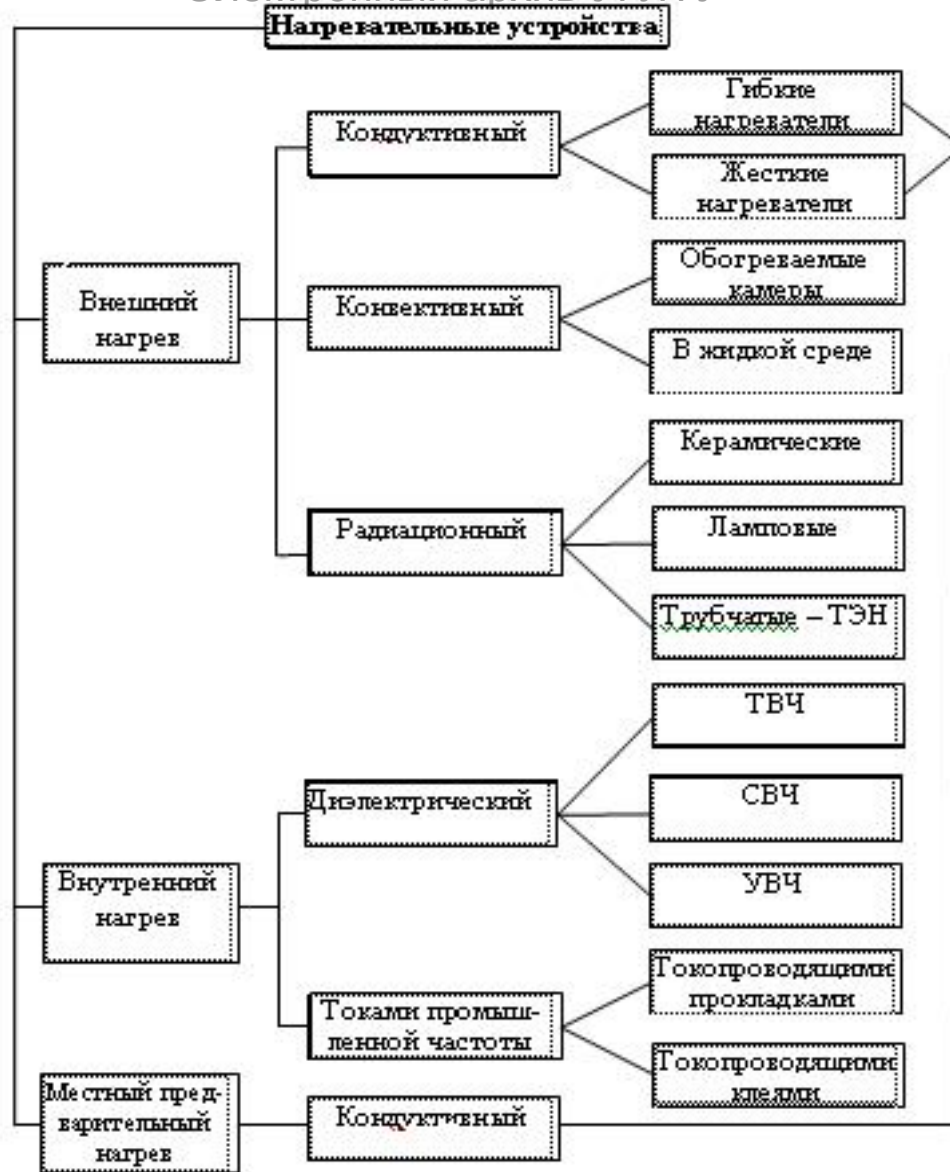 Нагревательные устройства
Гибкие
нагреватели
Кондуктивный
Жесткие
нагреватели
Обогреваемые
камеры
Внешний
нагрев
Конвективный
В жидкой среде
Керамические
Радиационный
Ламповые
Трубчатые – ТЭН
ТВЧ
Диэлектрический
СВЧ
Внутренний
нагрев
УВЧ
Токопроводящими
прокладками
Токами промыш-
ленной частоты
Токопроводящими
клеями
Местный пред-
варительный
нагрев
Кондуктивный